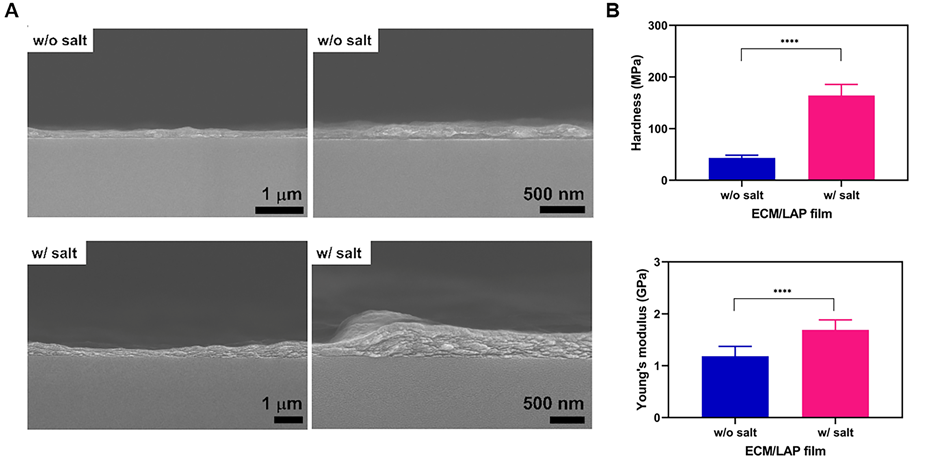 A
w/o salt
1 μm
w/o salt
500 nm
w/ salt
1 μm
w/ salt
500 nm
B
Hardness (MPa)
300
200
100
0
****
w/o salt
w/ salt
ECM/LAP film
Young's modulus (GPa)
3
2
1
0
****
w/o salt
w/ salt
ECM/LAP film